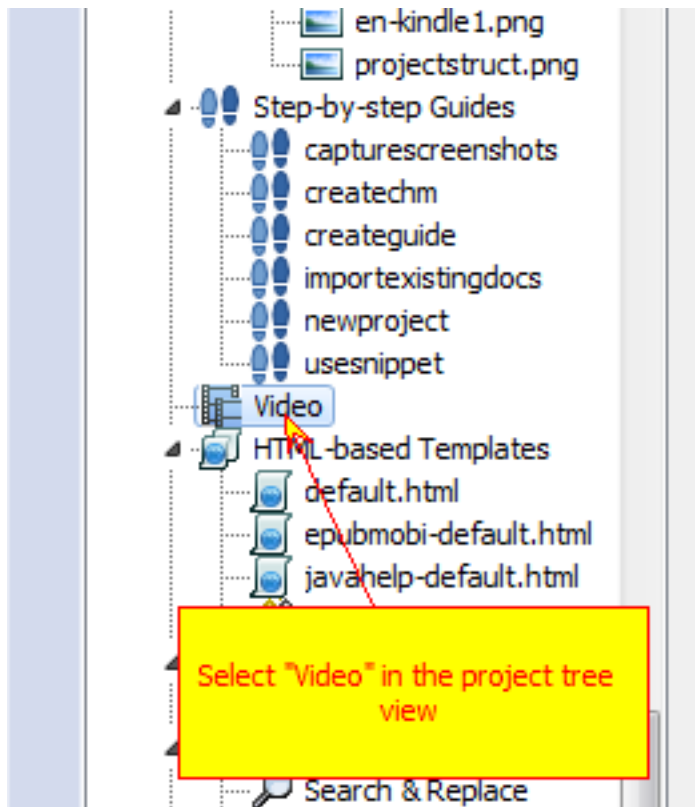 en-kindle1.png
projectstruct.png
Step-by-step Guides
capturescreenshots
createchm
createguide
importexistingdocs
newproject
usesnippet
Video
HTML-based Templates
default.html
epubmobi-default.html
javahelp-default.html
Select "Video" in the project tree
view
Search & Replace